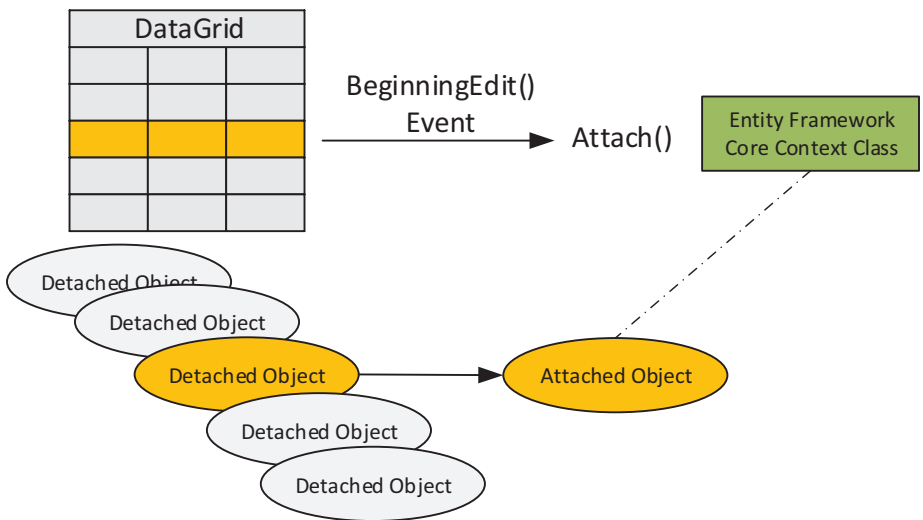 DataGrid
BeginningEdit()
Event
Attach()
Entity Framework
Core Context Class
Detached Object
Detached Object
Detached Object
Attached Object
Detached Object
Detached Object